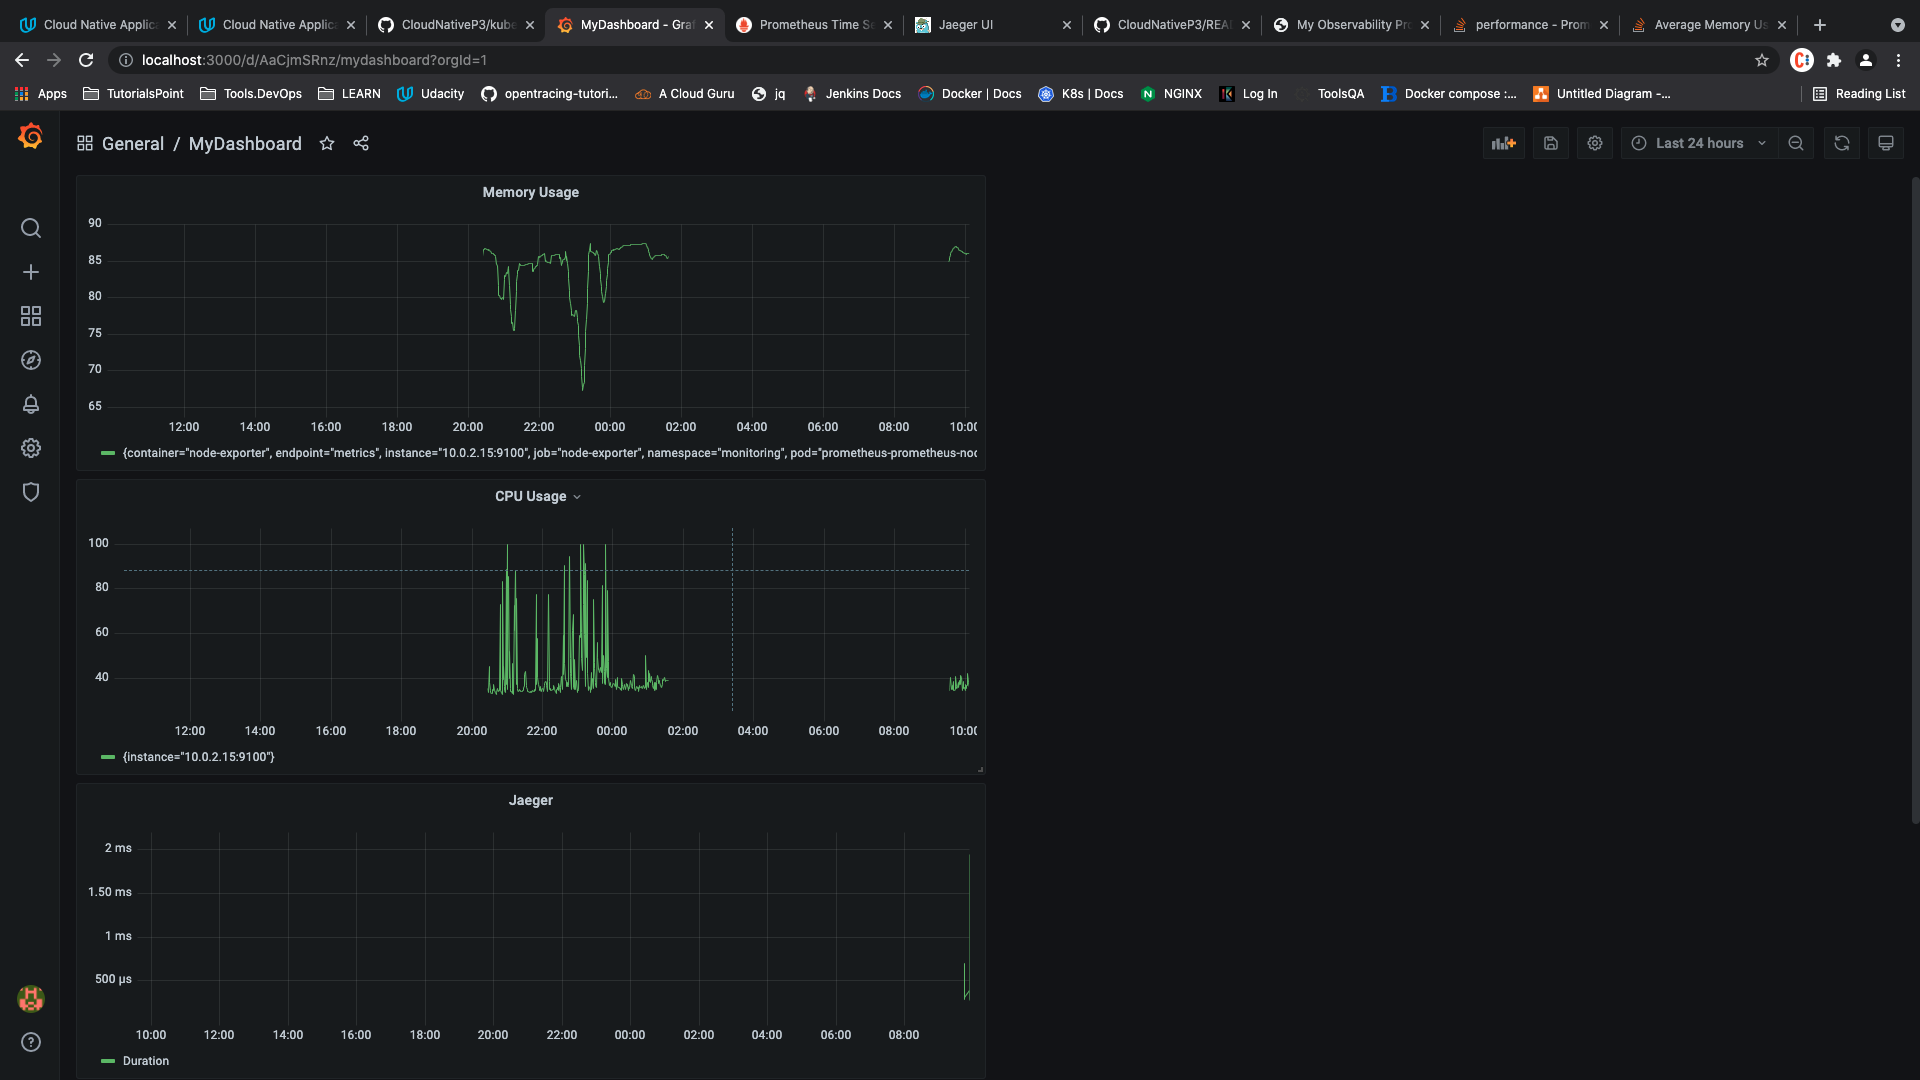 Cloud Native Applica
Cloud Native Applica
CloudNativeP3/kube
MyDashboard - Graf
Prometheus Time Se
Jaeger UI
CloudNativeP3/REA
My Observability Pr
performance - Prom
Average Memory Us
localhost:3000/d/AaCjmSRnz/mydashboard?orgId=1
Apps TutorialsPoint Tools.DevOps LEARN Udacity opentracing-tutori... A Cloud Guru jq Jenkins Docs Docker | Docs K8s | Docs NGINX Log In ToolsQA Docker compose :... Untitled Diagram -... Reading List
General / MyDashboard
Last 24 hours
Memory Usage
90
85
80
75
70
65
12:00 14:00 16:00 18:00 20:00 22:00 00:00 02:00 04:00 06:00 08:00 10:00
{container="node-exporter", endpoint="metrics", instance="10.0.2.15:9100", job="node-exporter", namespace="monitoring", pod="prometheus-prometheus-noc
CPU Usage
100
80
60
40
12:00 14:00 16:00 18:00 20:00 22:00 00:00 02:00 04:00 06:00 08:00 10:00
{instance="10.0.2.15:9100"}
Jaeger
2 ms
1.50 ms
1 ms
500 µs
10:00 12:00 14:00 16:00 18:00 20:00 22:00 00:00 02:00 04:00 06:00 08:00
Duration